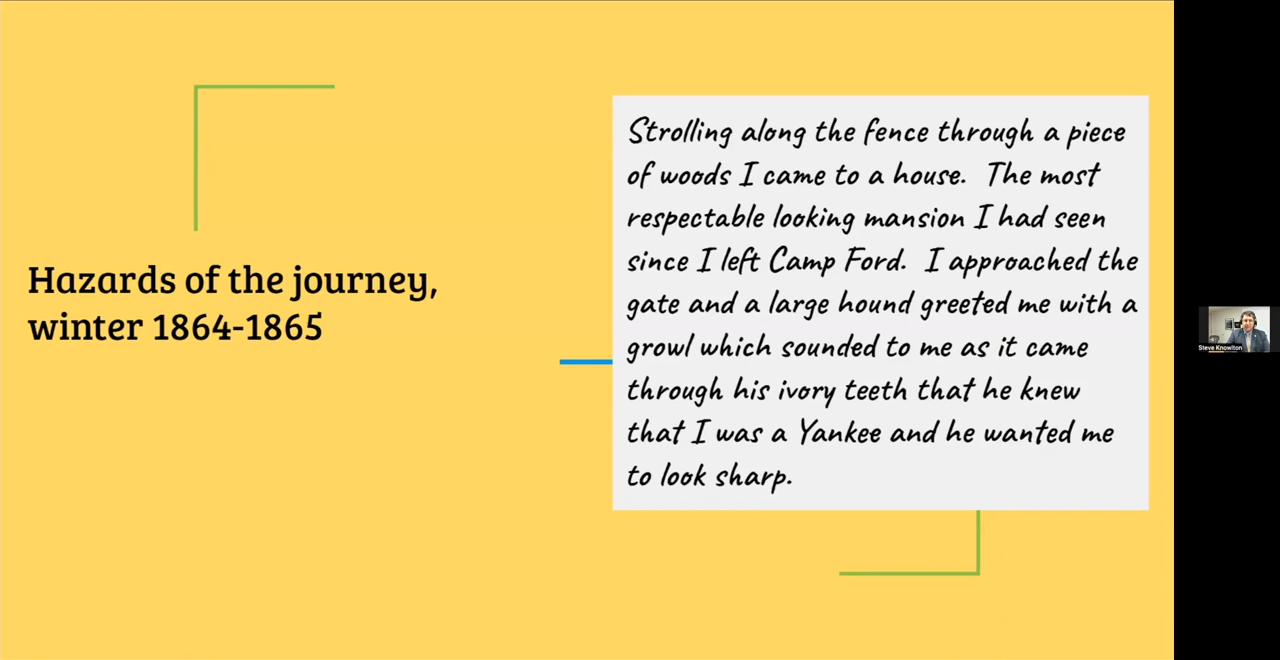 Hazards of the journey,
winter 1864-1865
Strolling along the fence through a piece
of woods I came to a house.  The most
respectable looking mansion I had seen
since I left Camp Ford.  I approached the
gate and a large hound greeted me with a
growl which sounded to me as it came
through his ivory teeth that he knew
that I was a Yankee and he wanted me
to look sharp.
Steve Knowlton